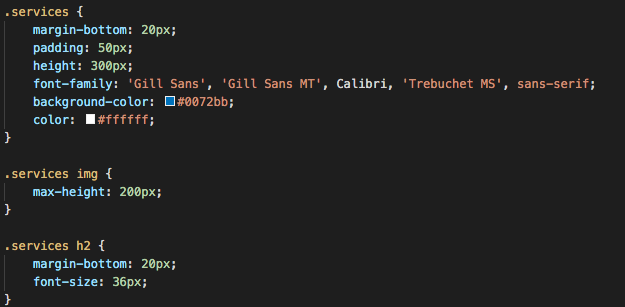 .services {
    margin-bottom: 20px;
    padding: 50px;
    height: 300px;
    font-family: 'Gill Sans', 'Gill Sans MT', Calibri, 'Trebuchet MS', sans-serif;
    background-color: #0072bb;
    color: #ffffff;
}

.services img {
    max-height: 200px;
}

.services h2 {
    margin-bottom: 20px;
    font-size: 36px;
}